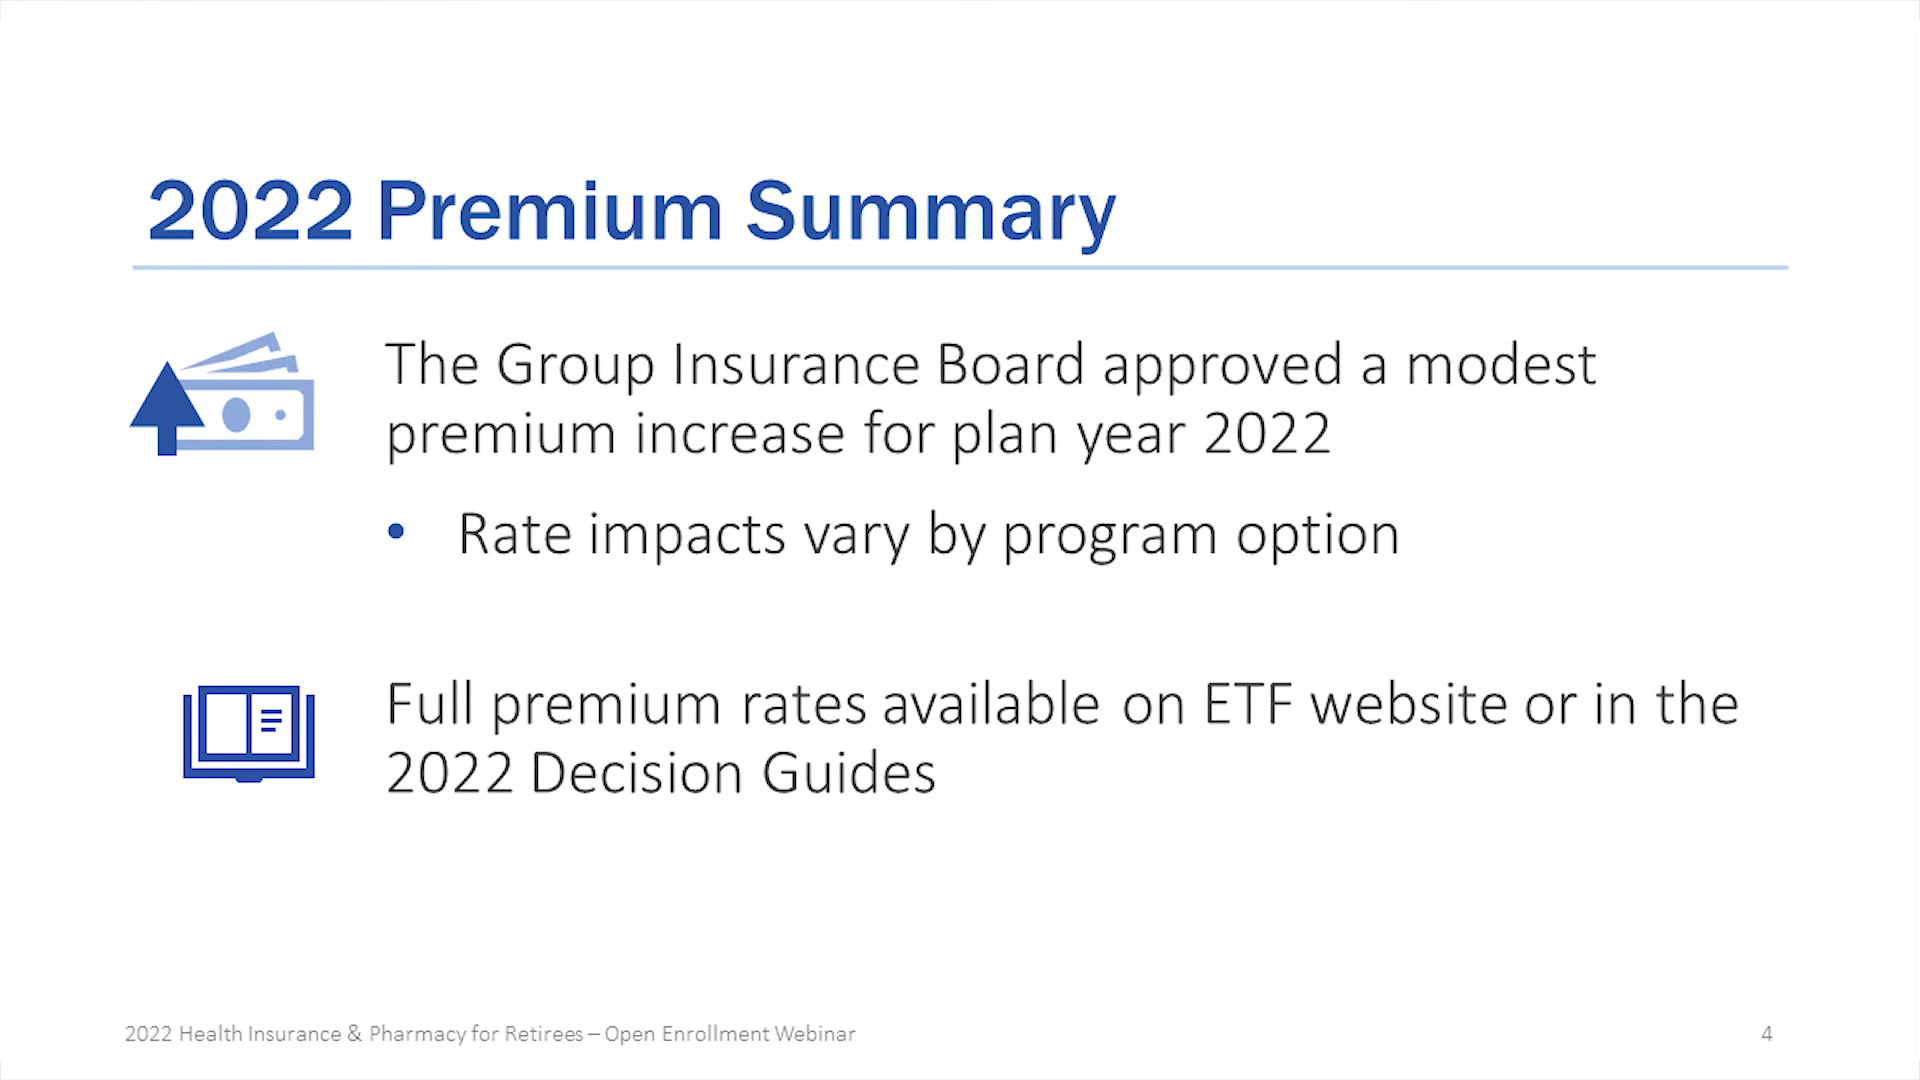 2022 Premium Summary
The Group Insurance Board approved a modest
premium increase for plan year 2022
• Rate impacts vary by program option
Full premium rates available on ETF website or in the
2022 Decision Guides
2022 Health Insurance & Pharmacy for Retirees – Open Enrollment Webinar
4